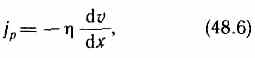 j_p = −η dv/dx, (48.6)